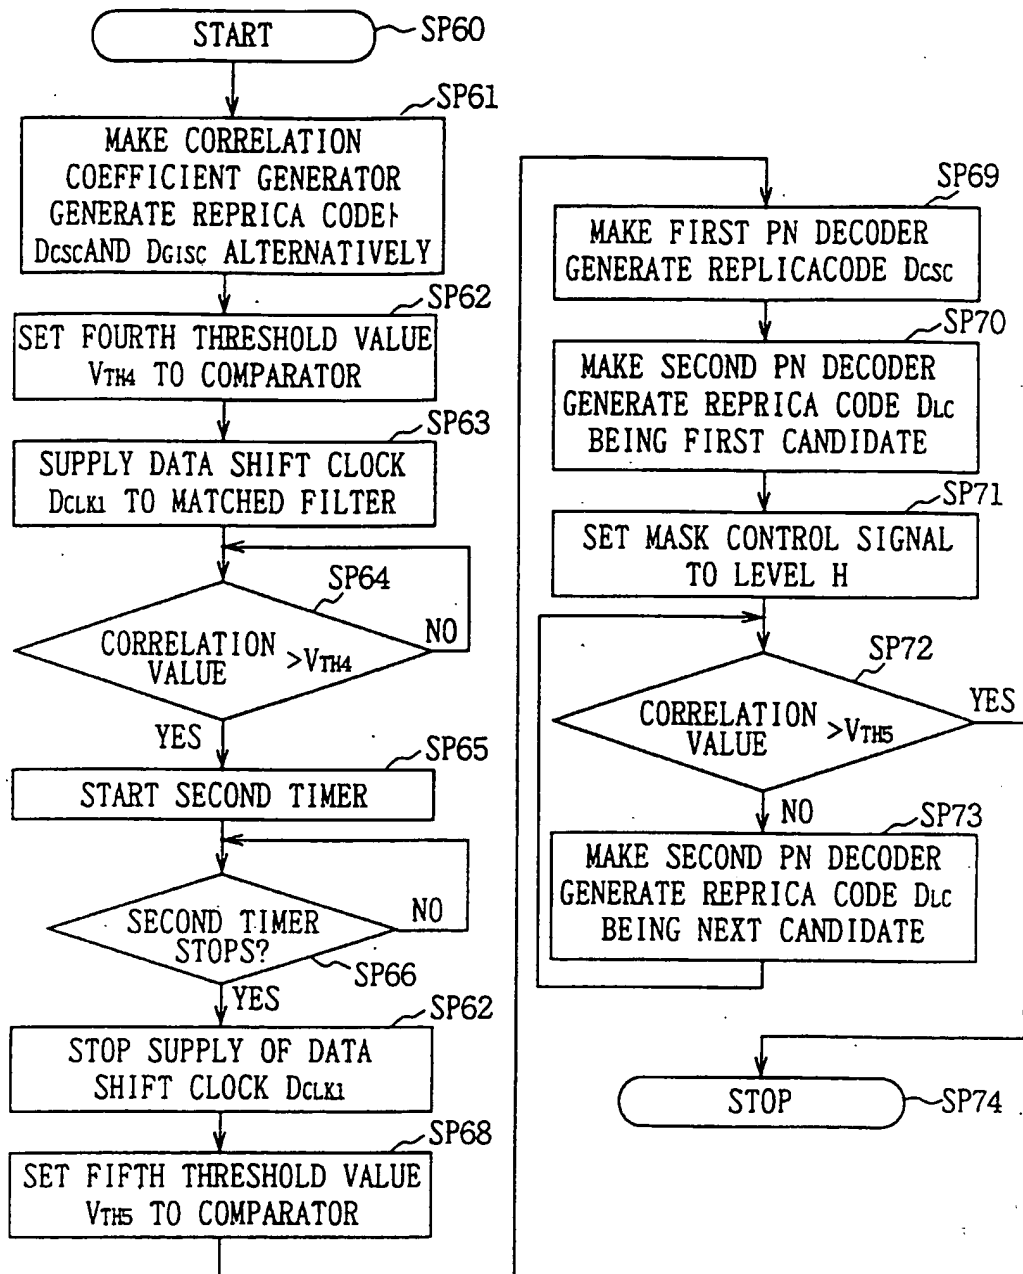 START
SP60
SP61
MAKE CORRELATION
COEFFICIENT GENERATOR
GENERATE REPRICA CODE
DCSCAND DGISC ALTERNATIVELY
SP62
SET FOURTH THRESHOLD VALUE
VTH4 TO COMPARATOR
SP63
SUPPLY DATA SHIFT CLOCK
DCLK1 TO MATCHED FILTER
SP64
CORRELATION
VALUE
>VTH4
NO
YES
SP65
START SECOND TIMER
SECOND TIMER
STOPS?
NO
SP66
YES
SP62
STOP SUPPLY OF DATA
SHIFT CLOCK DCLK1
SP68
SET FIFTH THRESHOLD VALUE
VTH5 TO COMPARATOR
SP69
MAKE FIRST PN DECODER
GENERATE REPLICACODE DCSC
SP70
MAKE SECOND PN DECODER
GENERATE REPRICA CODE DLC
BEING FIRST CANDIDATE
SP71
SET MASK CONTROL SIGNAL
TO LEVEL H
SP72
CORRELATION
VALUE
>VTH5
YES
NO
SP73
MAKE SECOND PN DECODER
GENERATE REPRICA CODE DLC
BEING NEXT CANDIDATE
STOP
SP74